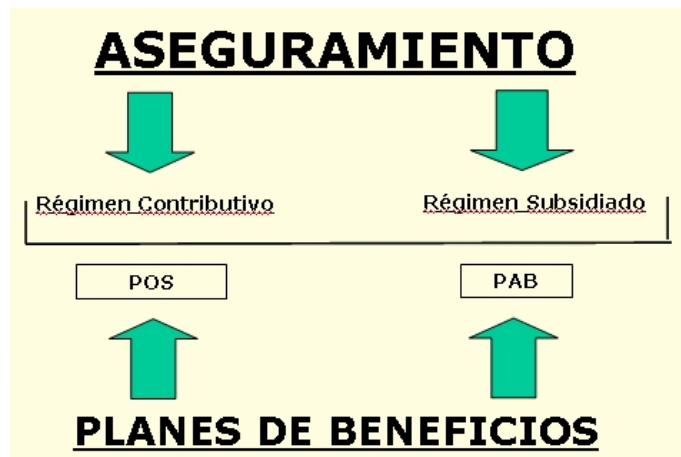 ASEGURAMIENTO
Régimen Contributivo
Régimen Subsidiado
POS
PAB
PLANES DE BENEFICIOS